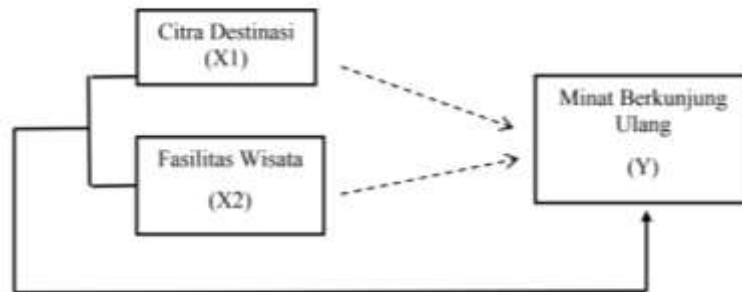 Citra Destinasi
(X1)
Fasilitas Wisata
(X2)
Minat Berkunjung
Ulang
(Y)